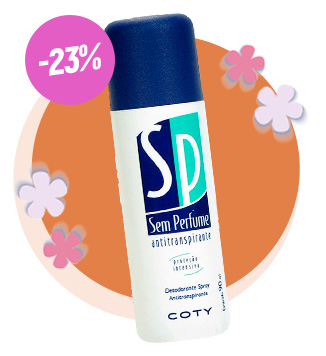 -23%
Sp
Sem Perfume
antitranspirante
proteção
intensiva
Desodorante Spray
Antitranspirante
COTY